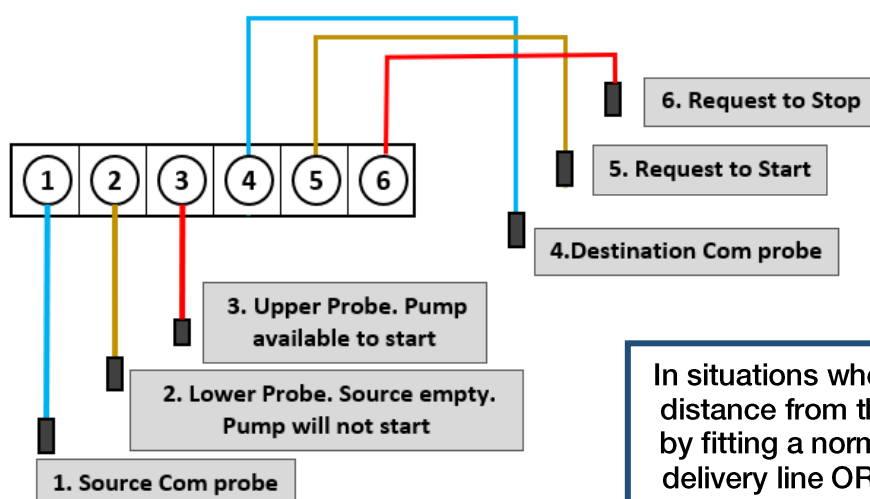 6. Request to Stop
1 2 3 4 5 6
5. Request to Start
4.Destination Com probe
3. Upper Probe. Pump
available to start
2. Lower Probe. Source empty.
Pump will not start
1. Source Com probe
In situations
distance from
by fitting a
delivery line OR